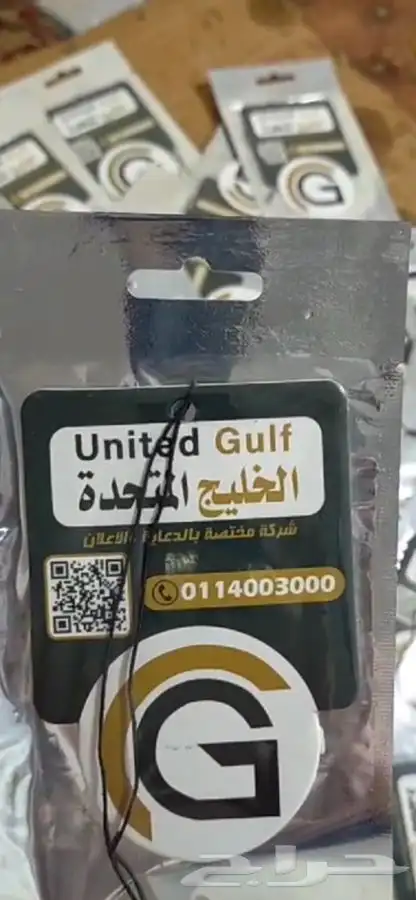 United Gulf
الخليج المتحدة
شركة مختصة بالدعاية والاعلان
0114003000
G
G
حراج